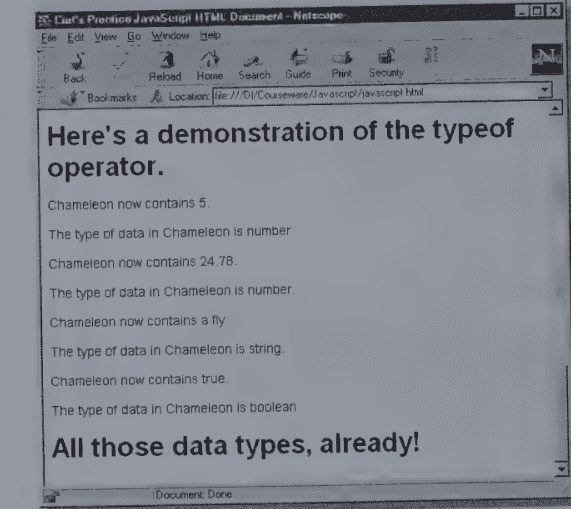 Curt's Prentice JavaScript HTML Document - Netscape
File Edit View Go Window Help
Back Reload Home Search Guide Print Security
Bookmarks Location: file:///D|/Courseware/Javascript/javascript.html
Here's a demonstration of the typeof
operator.
Chameleon now contains 5.
The type of data in Chameleon is number
Chameleon now contains 24.78.
The type of data in Chameleon is number.
Chameleon now contains a fly
The type of data in Chameleon is string.
Chameleon now contains true.
The type of data in Chameleon is boolean
All those data types, already!
Document: Done